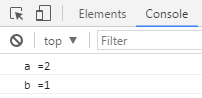 Elements Console
top ▼ Filter
a =2
b =1